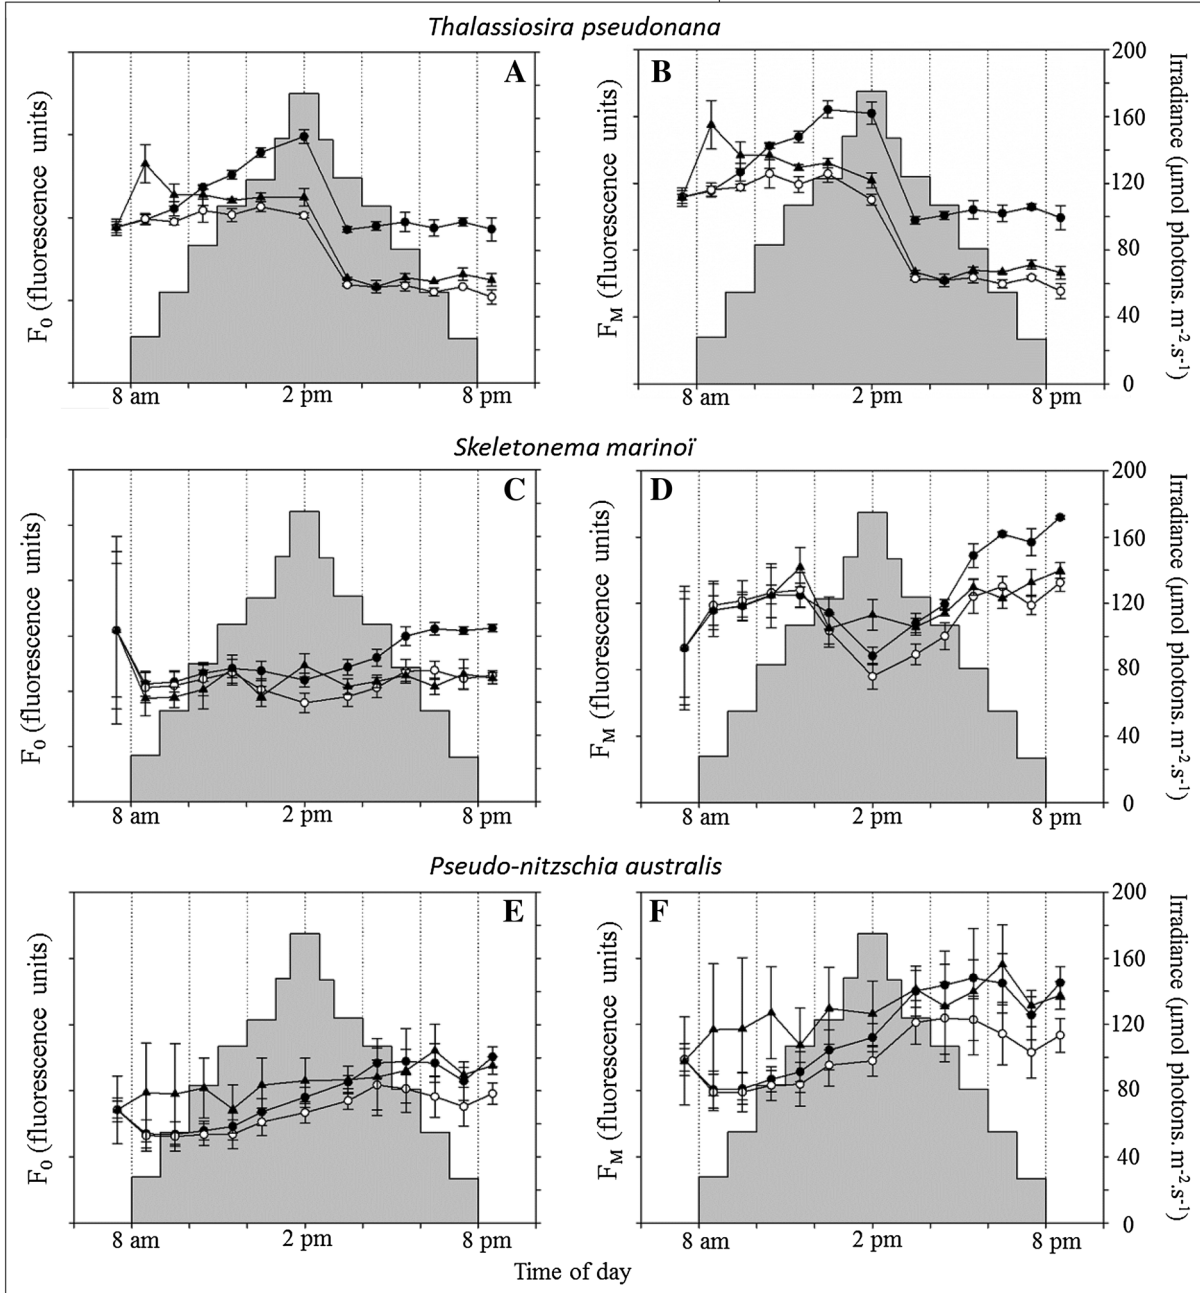 Thalassiosira pseudonana
A
B
F0 (fluorescence units)
FM (fluorescence units)
Irradiance (μmol photons. m-2.s-1)
200
160
120
80
40
0
8 am
2 pm
8 pm
8 am
2 pm
8 pm
Skeletonema marinoï
C
D
F0 (fluorescence units)
FM (fluorescence units)
Irradiance (μmol photons. m-2.s-1)
200
160
120
80
40
0
8 am
2 pm
8 pm
8 am
2 pm
8 pm
Pseudo-nitzschia australis
E
F
F0 (fluorescence units)
FM (fluorescence units)
Irradiance (μmol photons. m-2.s-1)
200
160
120
80
40
0
8 am
2 pm
8 pm
8 am
2 pm
8 pm
Time of day